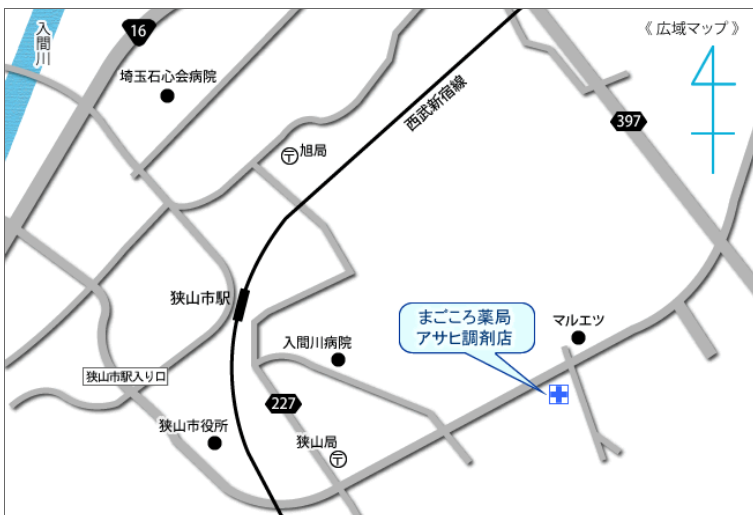 《 広域マップ 》
入間川
16
埼玉石心会病院
西武新宿線
397
〒旭局
狭山市駅
まごころ薬局
アサヒ調剤店
マルエツ
入間川病院
狭山市駅入り口
227
狭山市役所
狭山局
〒